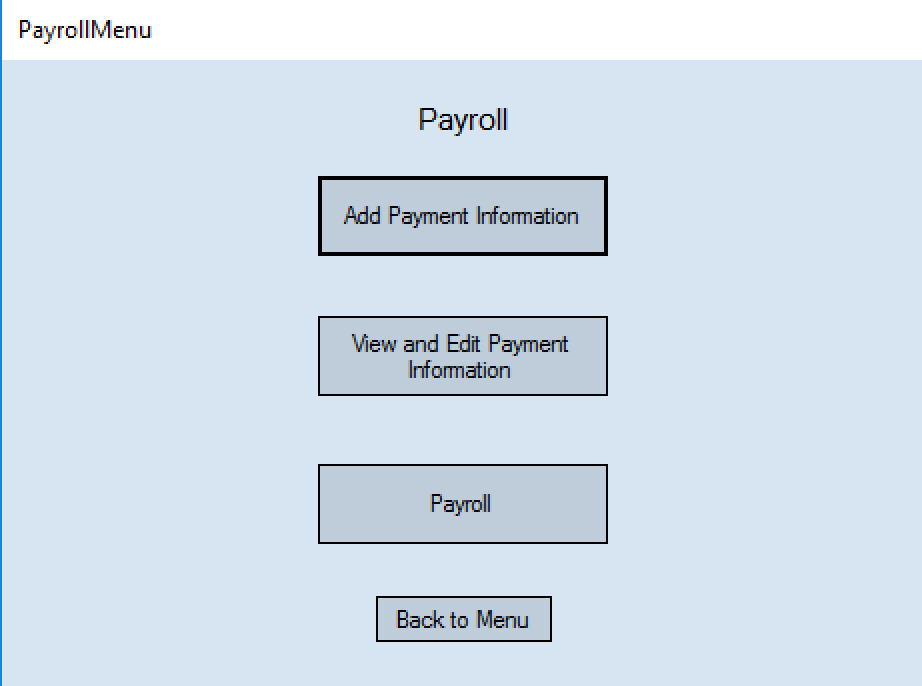 PayrollMenu
Payroll
Add Payment Information
View and Edit Payment
Information
Payroll
Back to Menu